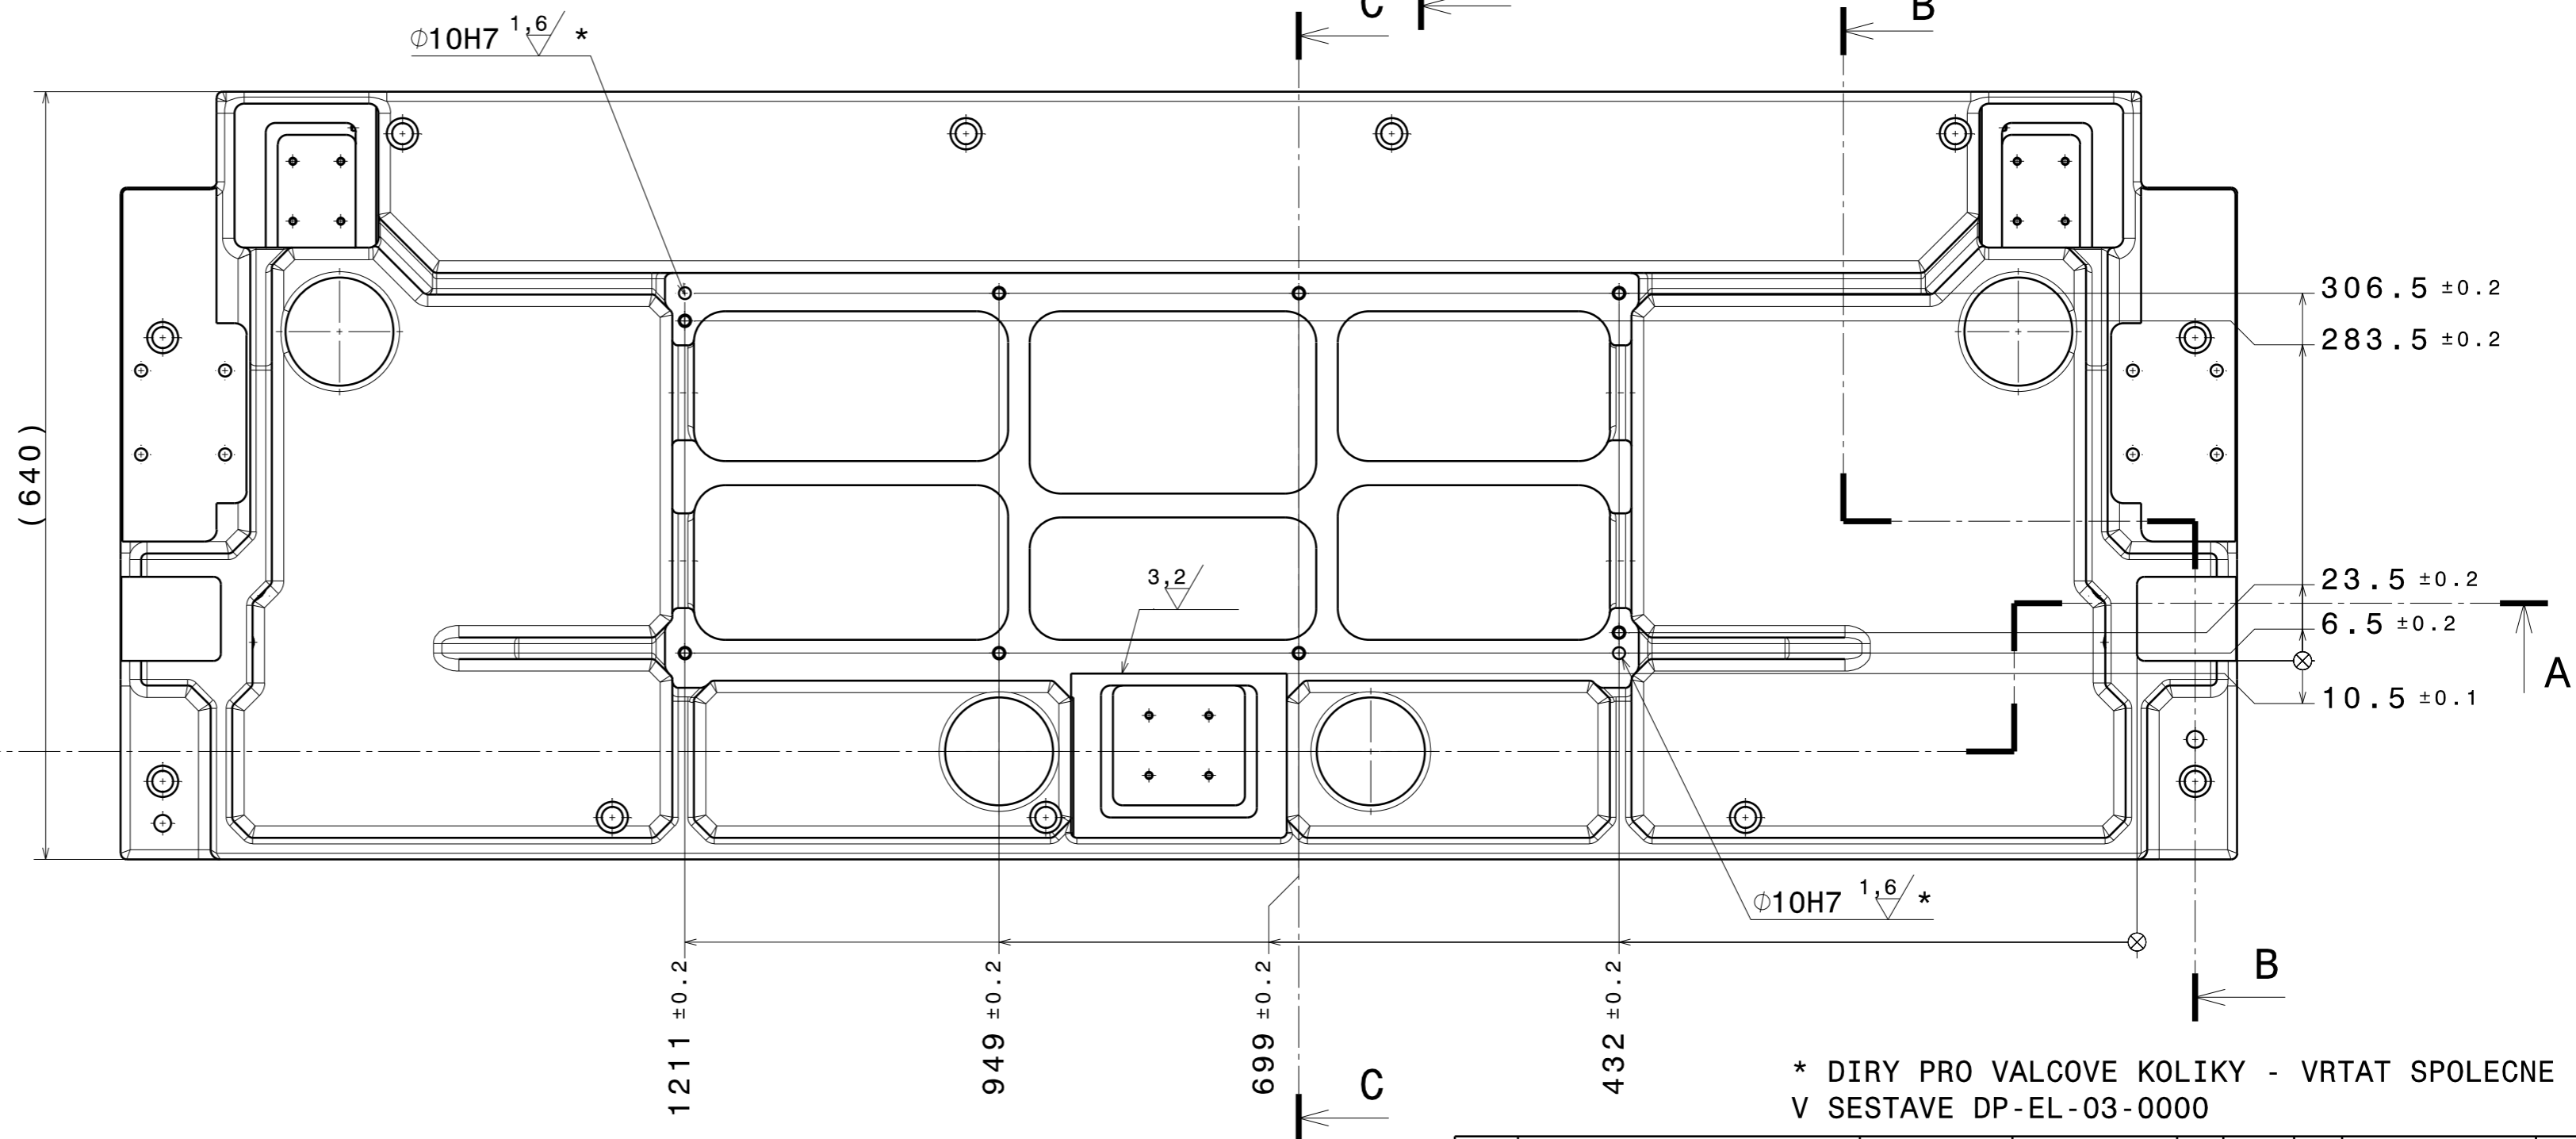 C
B
⌀10H7 1,6 *
306.5 ±0.2
283.5 ±0.2
(640)
3,2
23.5 ±0.2
6.5 ±0.2
A
10.5 ±0.1
⌀10H7 1,6 *
B
1211 ±0.2
949 ±0.2
699 ±0.2
432 ±0.2
C
* DIRY PRO VALCOVE KOLIKY - VRTAT SPOLECNE
V SESTAVE DP-EL-03-0000